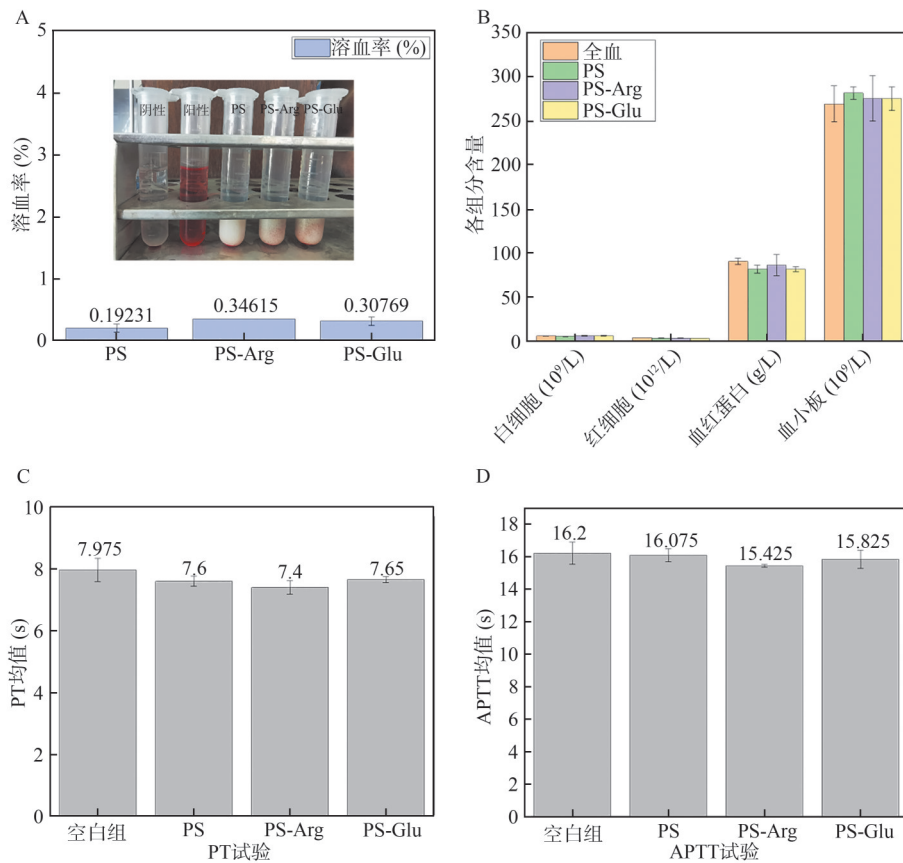 A
溶血率 (%)
5
4
3
2
1
0
溶血率 (%)
阴性 阳性 PS PS-Arg PS-Glu
0.19231 0.34615 0.30769
PS PS-Arg PS-Glu
B
全血
PS
PS-Arg
PS-Glu
350
300
250
200
150
100
50
0
各组分含量
白细胞 (10⁹/L) 红细胞 (10¹²/L) 血红蛋白 (g/L) 血小板 (10⁹/L)
C
10
8
6
4
2
0
PT均值 (s)
7.975 7.6 7.4 7.65
空白组 PS PS-Arg PS-Glu
PT试验
D
18
16
14
12
10
8
6
4
2
0
APTT均值 (s)
16.2 16.075 15.425 15.825
空白组 PS PS-Arg PS-Glu
APTT试验